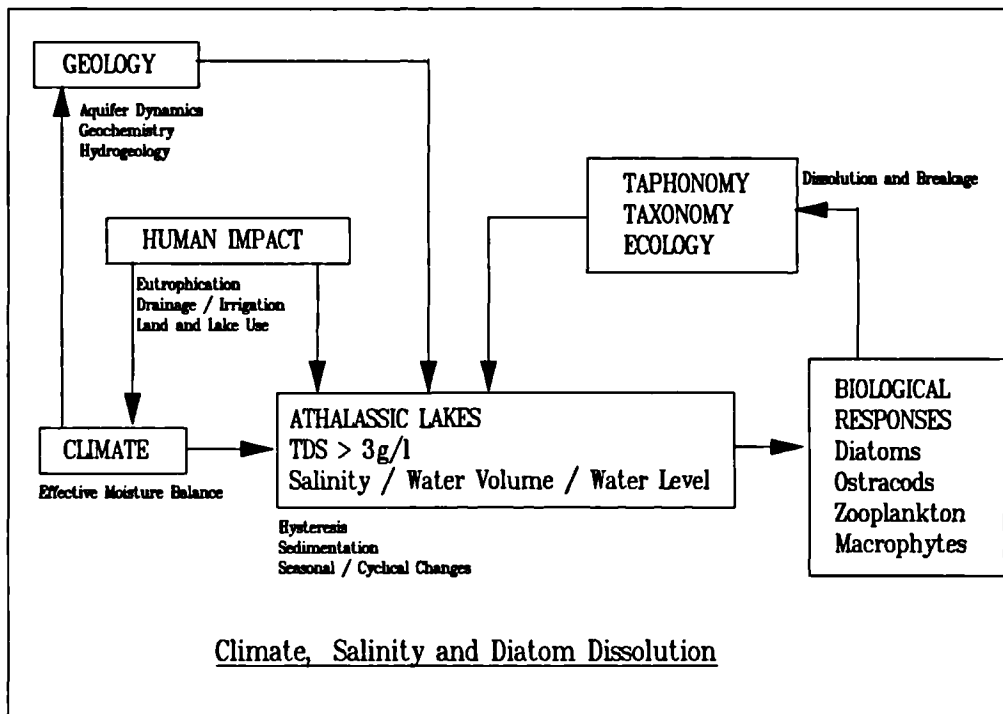 GEOLOGY
Aquifer Dynamics
Geochemistry
Hydrogeology
HUMAN IMPACT
Eutrophication
Drainage / Irrigation
Land and Lake Use
CLIMATE
Effective Moisture Balance
ATHALASSIC LAKES
TDS > 3g/l
Salinity / Water Volume / Water Level
Hysteresis
Sedimentation
Seasonal / Cyclical Changes
TAPHONOMY
TAXONOMY
ECOLOGY
Dissolution and Breakage
BIOLOGICAL
RESPONSES
Diatoms
Ostracods
Zooplankton
Macrophytes
Climate, Salinity and Diatom Dissolution